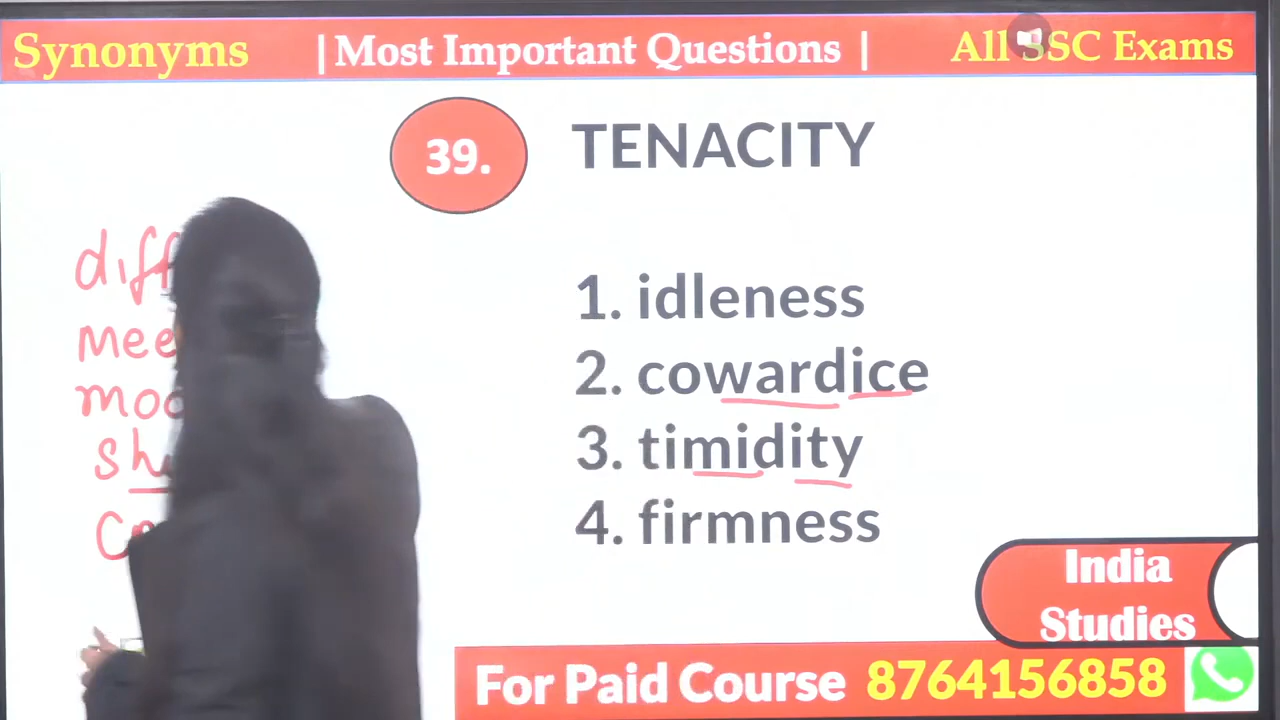 Synonyms | Most Important Questions | All SSC Exams
39. TENACITY
1. idleness
2. cowardice
3. timidity
4. firmness
India
Studies
For Paid Course 8764156858